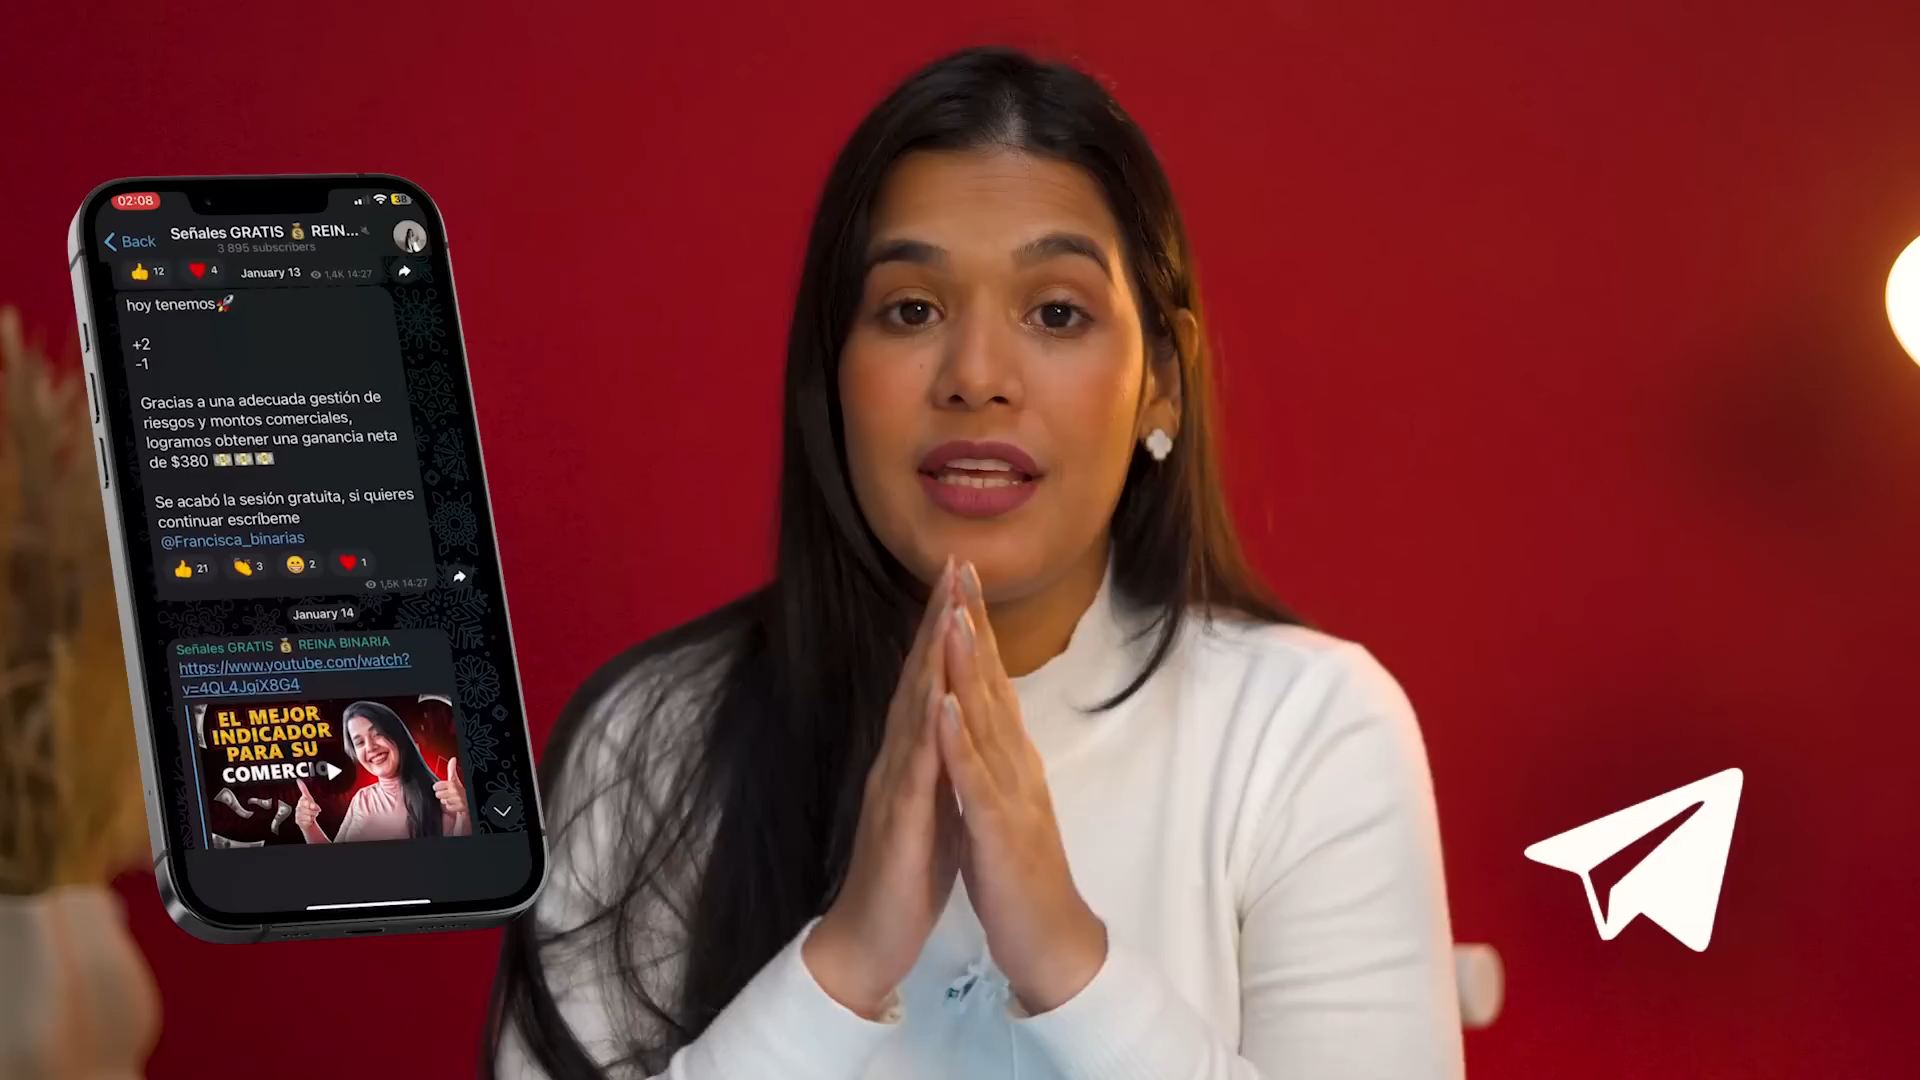 02:08
38
Back
Señales GRATIS 💰 REIN...
3 895 subscribers
👍 12 ❤️ 4
January 13
1,4K 14:27
hoy tenemos🚀
+2
-1
Gracias a una adecuada gestión de
riesgos y montos comerciales,
logramos obtener una ganancia neta
de $380 💵💵💵
Se acabó la sesión gratuita, si quieres
continuar escríbeme
@Francisca_binarias
👍 21 👏 3 😄 2 ❤️ 1
1,5K 14:27
January 14
Señales GRATIS 💰 REINA BINARIA
https://www.youtube.com/watch?
v=4QL4JgiX8G4
EL MEJOR
INDICADOR
PARA SU
COMERCIO